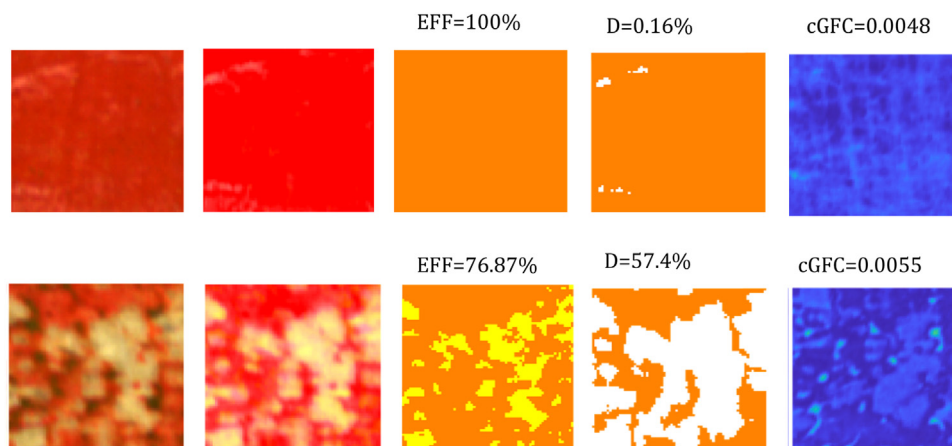 EFF=100%
D=0.16%
cGFC=0.0048
EFF=76.87%
D=57.4%
cGFC=0.0055